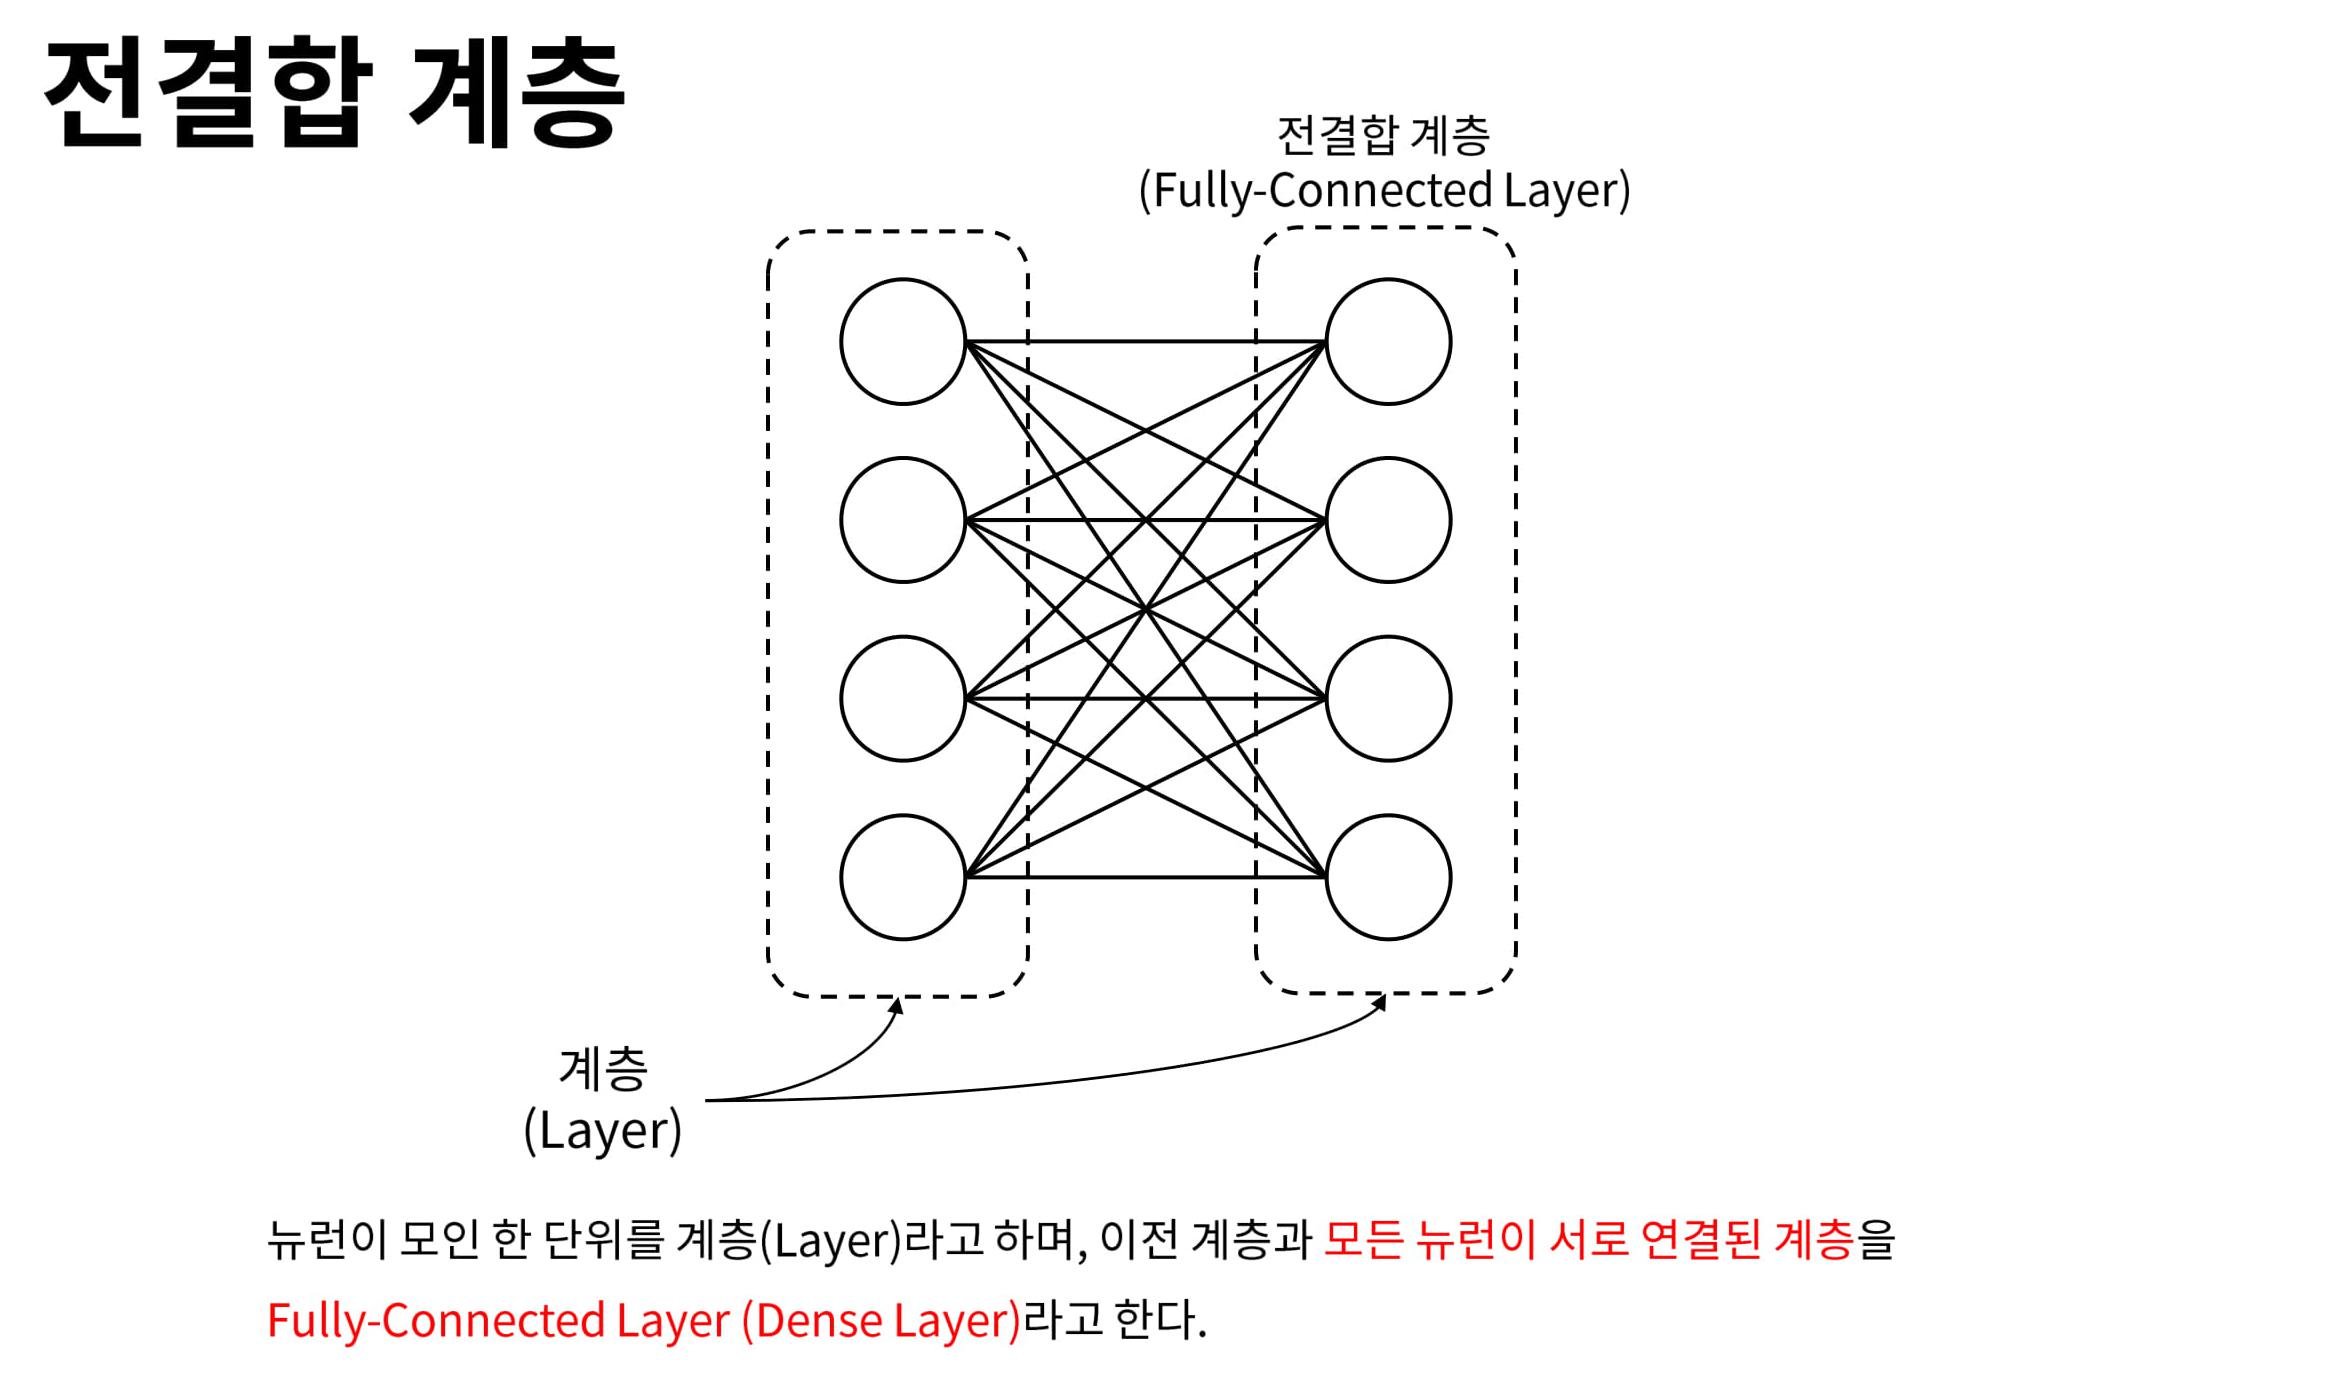 전결합 계층
전결합 계층
(Fully-Connected Layer)
계층
(Layer)
뉴런이 모인 한 단위를 계층(Layer)라고 하며, 이전 계층과 모든 뉴런이 서로 연결된 계층을
Fully-Connected Layer (Dense Layer)라고 한다.